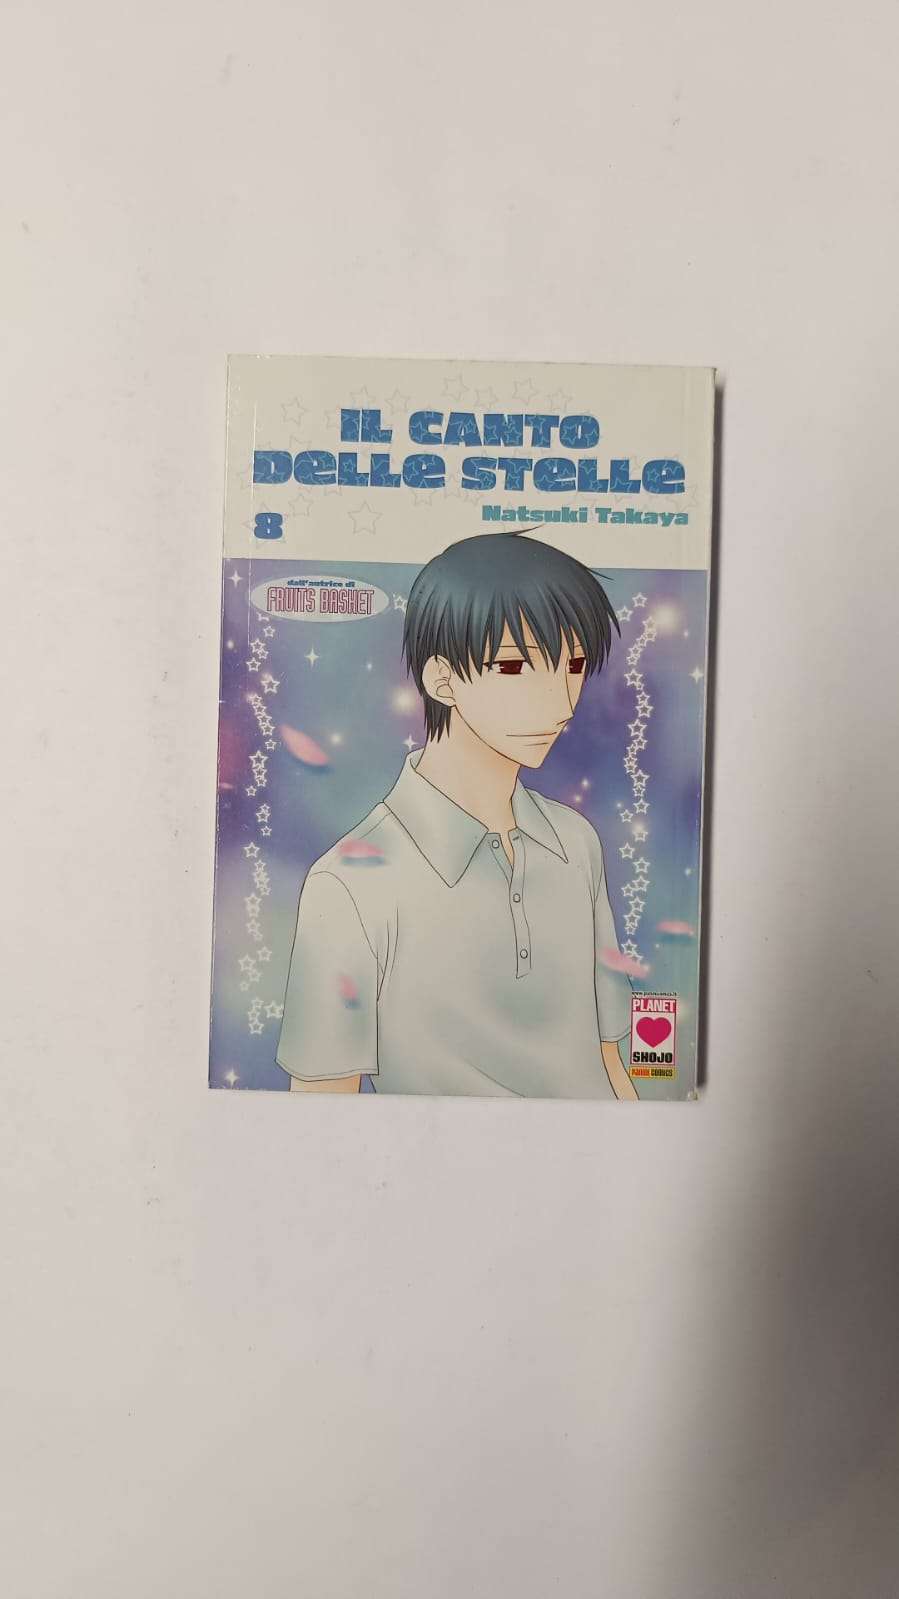 IL CANTO
DELLE STELLE
Natsuki Takaya
8
dall'autrice di
FRUITS BASKET
PLANET
SHOJO
PANINI COMICS